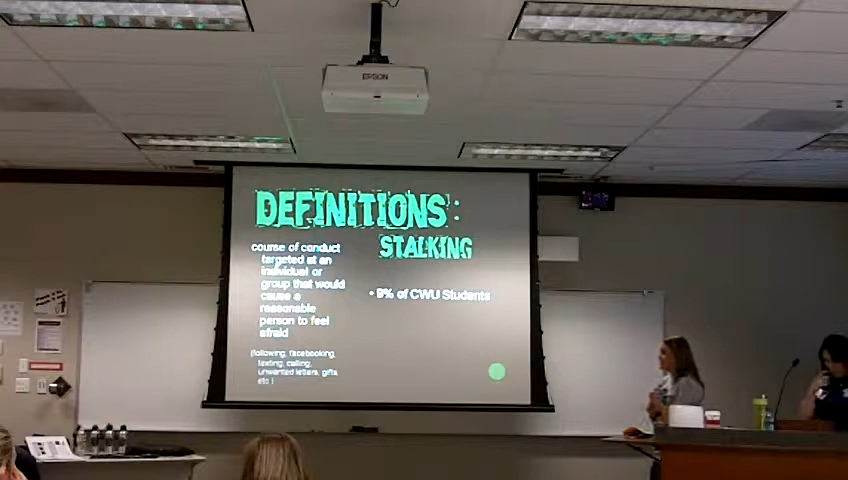 EPSON
DEFINITIONS:
STALKING
course of conduct
targeted at an
individual or
group that would
cause a
reasonable
person to feel
afraid
• 9% of CWU Students
(following, facebooking,
texting, calling,
unwanted letters, gifts,
etc.)